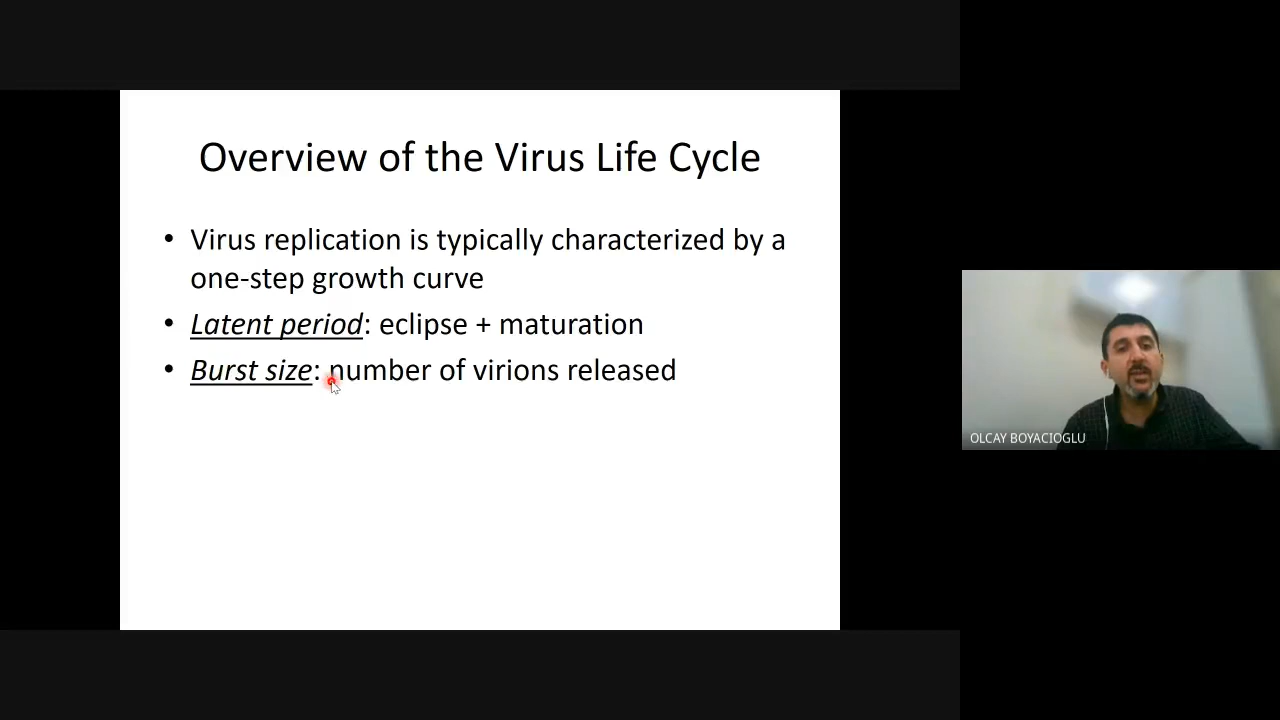 Overview of the Virus Life Cycle
• Virus replication is typically characterized by a
one-step growth curve
• Latent period: eclipse + maturation
• Burst size: number of virions released
OLCAY BOYACIOGLU